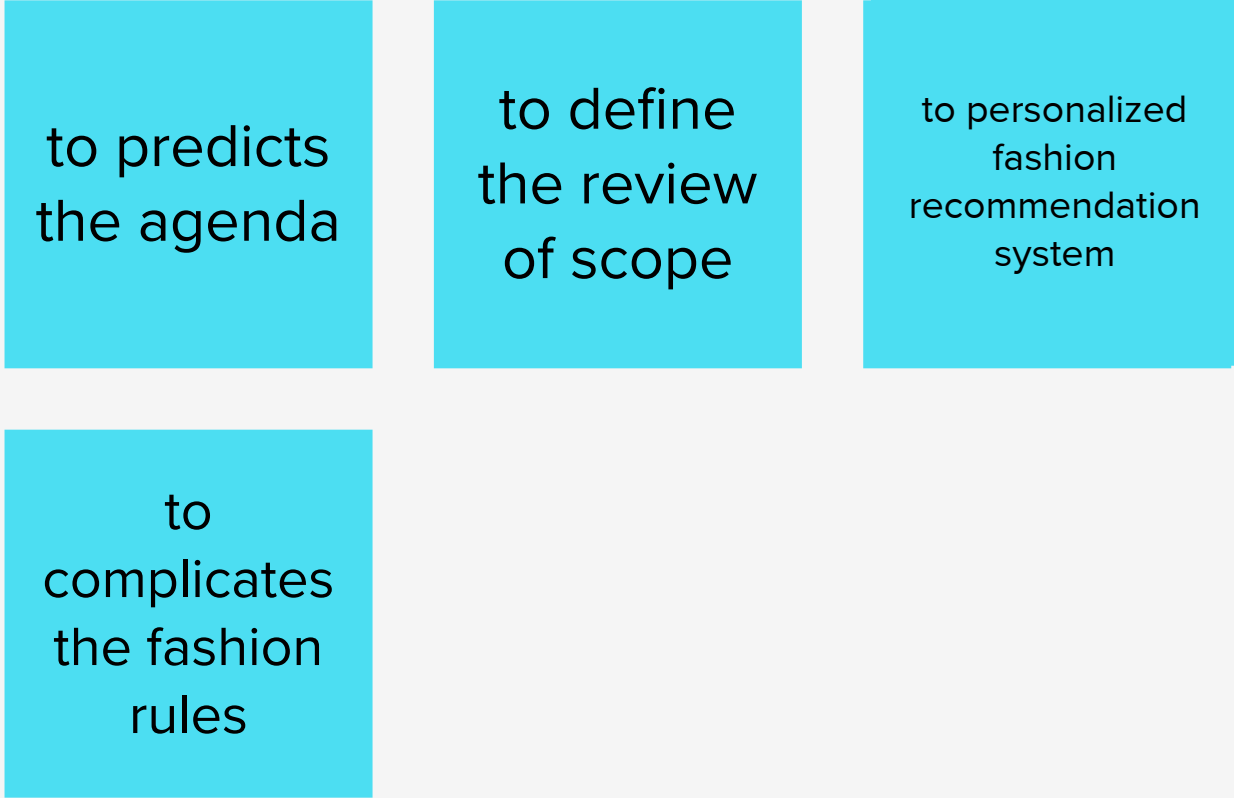 to predicts
the agenda
to define
the review
of scope
to personalized
fashion
recommendation
system
to
complicates
the fashion
rules